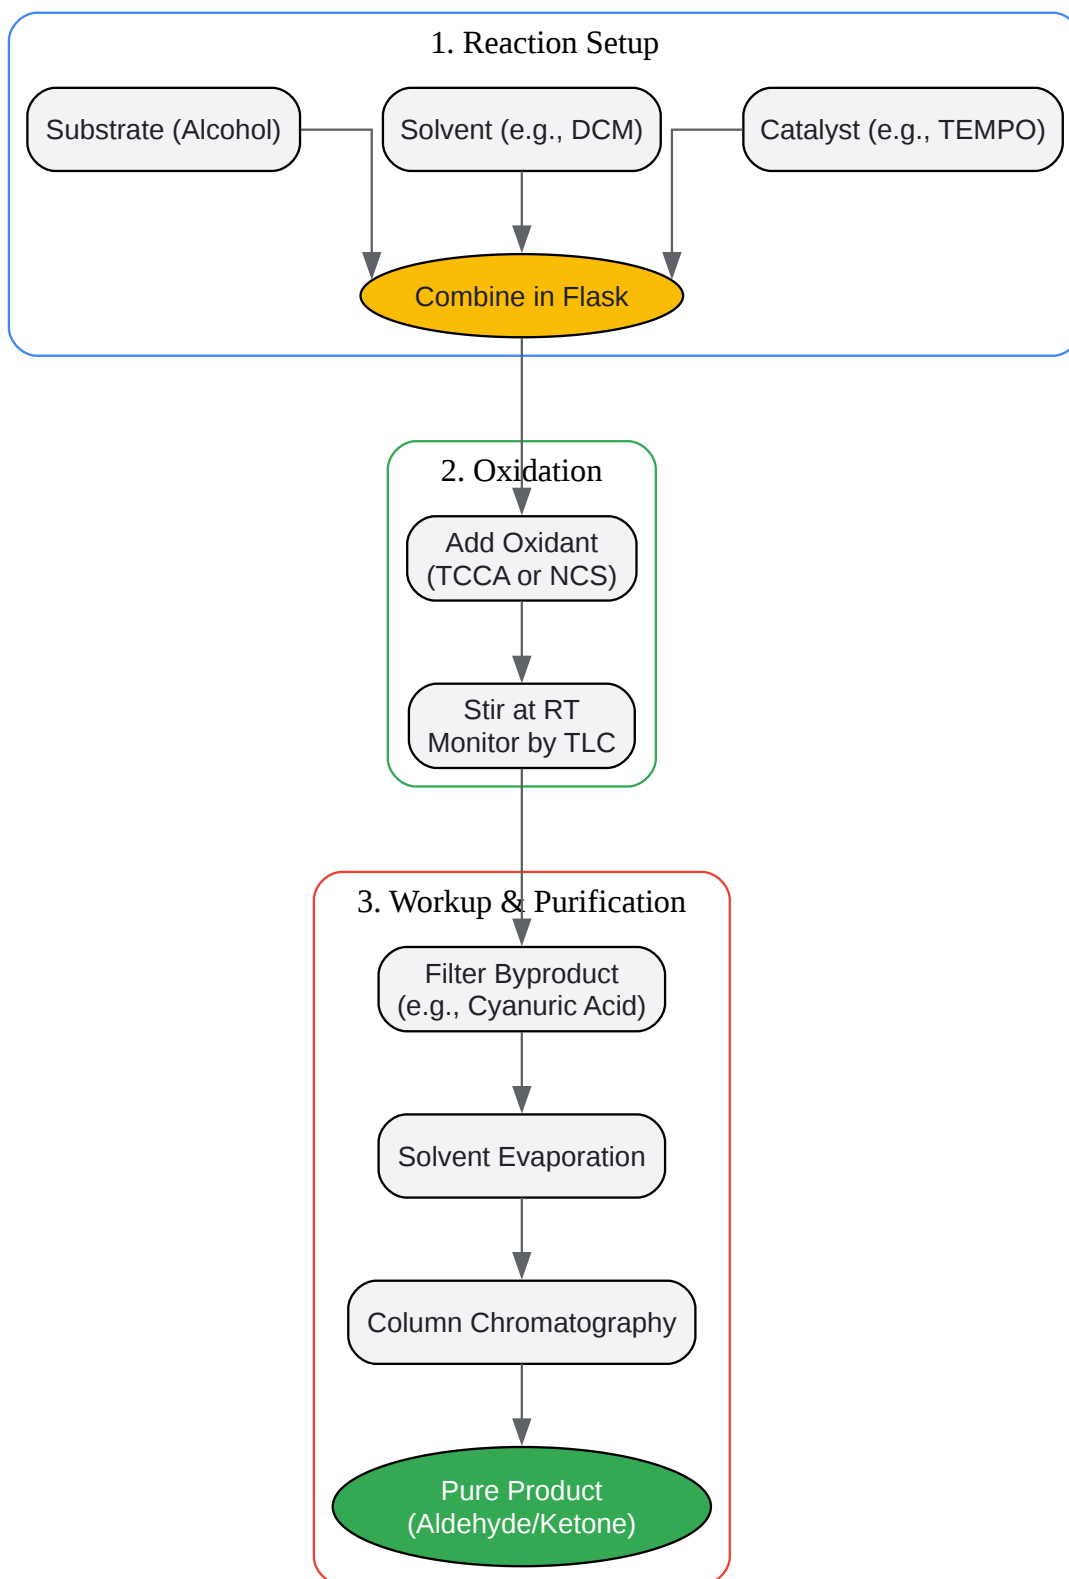 1. Reaction Setup
Substrate (Alcohol)
Solvent (e.g., DCM)
Catalyst (e.g., TEMPO)
Combine in Flask
2. Oxidation
Add Oxidant
(TCCA or NCS)
Stir at RT
Monitor by TLC
3. Workup & Purification
Filter Byproduct
(e.g., Cyanuric Acid)
Solvent Evaporation
Column Chromatography
Pure Product
(Aldehyde/Ketone)